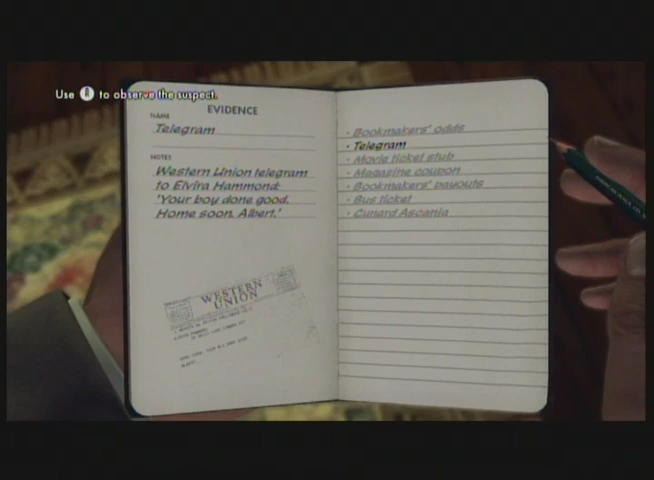 Use R to observe the suspect.
EVIDENCE
NAME
Telegram
NOTES
Western Union telegram
to Elvira Hammond:
'Your boy done good.
Home soon. Albert.'
WESTERN
UNION
· Bookmakers' odds
· Telegram
· Movie ticket stub
· Magazine coupon
· Bookmakers' payouts
· Bus ticket
· Cunard Ascania